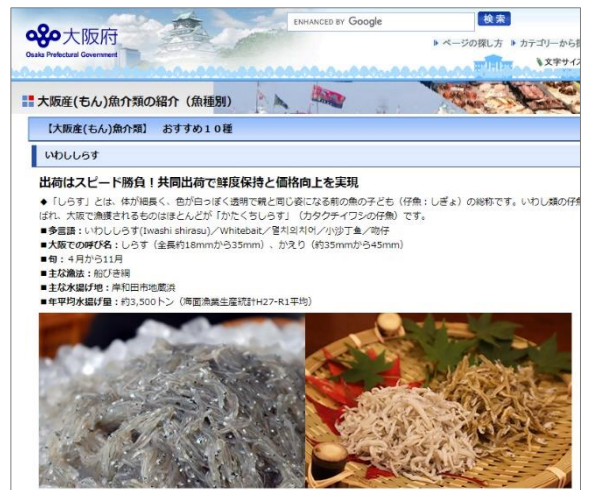 大阪府
Osaka Prefectural Government
ENHANCED BY Google
検索
ページの探し方 カテゴリーから
文字サイズ
大阪産(もん)魚介類の紹介（魚種別）
【大阪産(もん)魚介類】 おすすめ１０種
いわししらす
出荷はスピード勝負！共同出荷で鮮度保持と価格向上を実現
◆「しらす」とは、体が細長く、色が白っぽく透明で親と同じ姿になる前の魚の子ども（仔魚：しぎょ）の総称です。いわし類の仔魚
ばれ、大阪で漁獲されるものはほとんどが「かたくちしらす」（カタクチイワシの仔魚）です。
■多言語：いわししらす(Iwashi shirasu)／Whitebait／멸치의치어／小沙丁鱼／吻仔
■大阪での呼び名：しらす（全長約18mmから35mm）、かえり（約35mmから45mm）
■旬：４月から11月
■主な漁法：船びき網
■主な水揚げ地：岸和田市地蔵浜
■年平均水揚げ量：約3,500トン（海面漁業生産統計H27-R1平均）